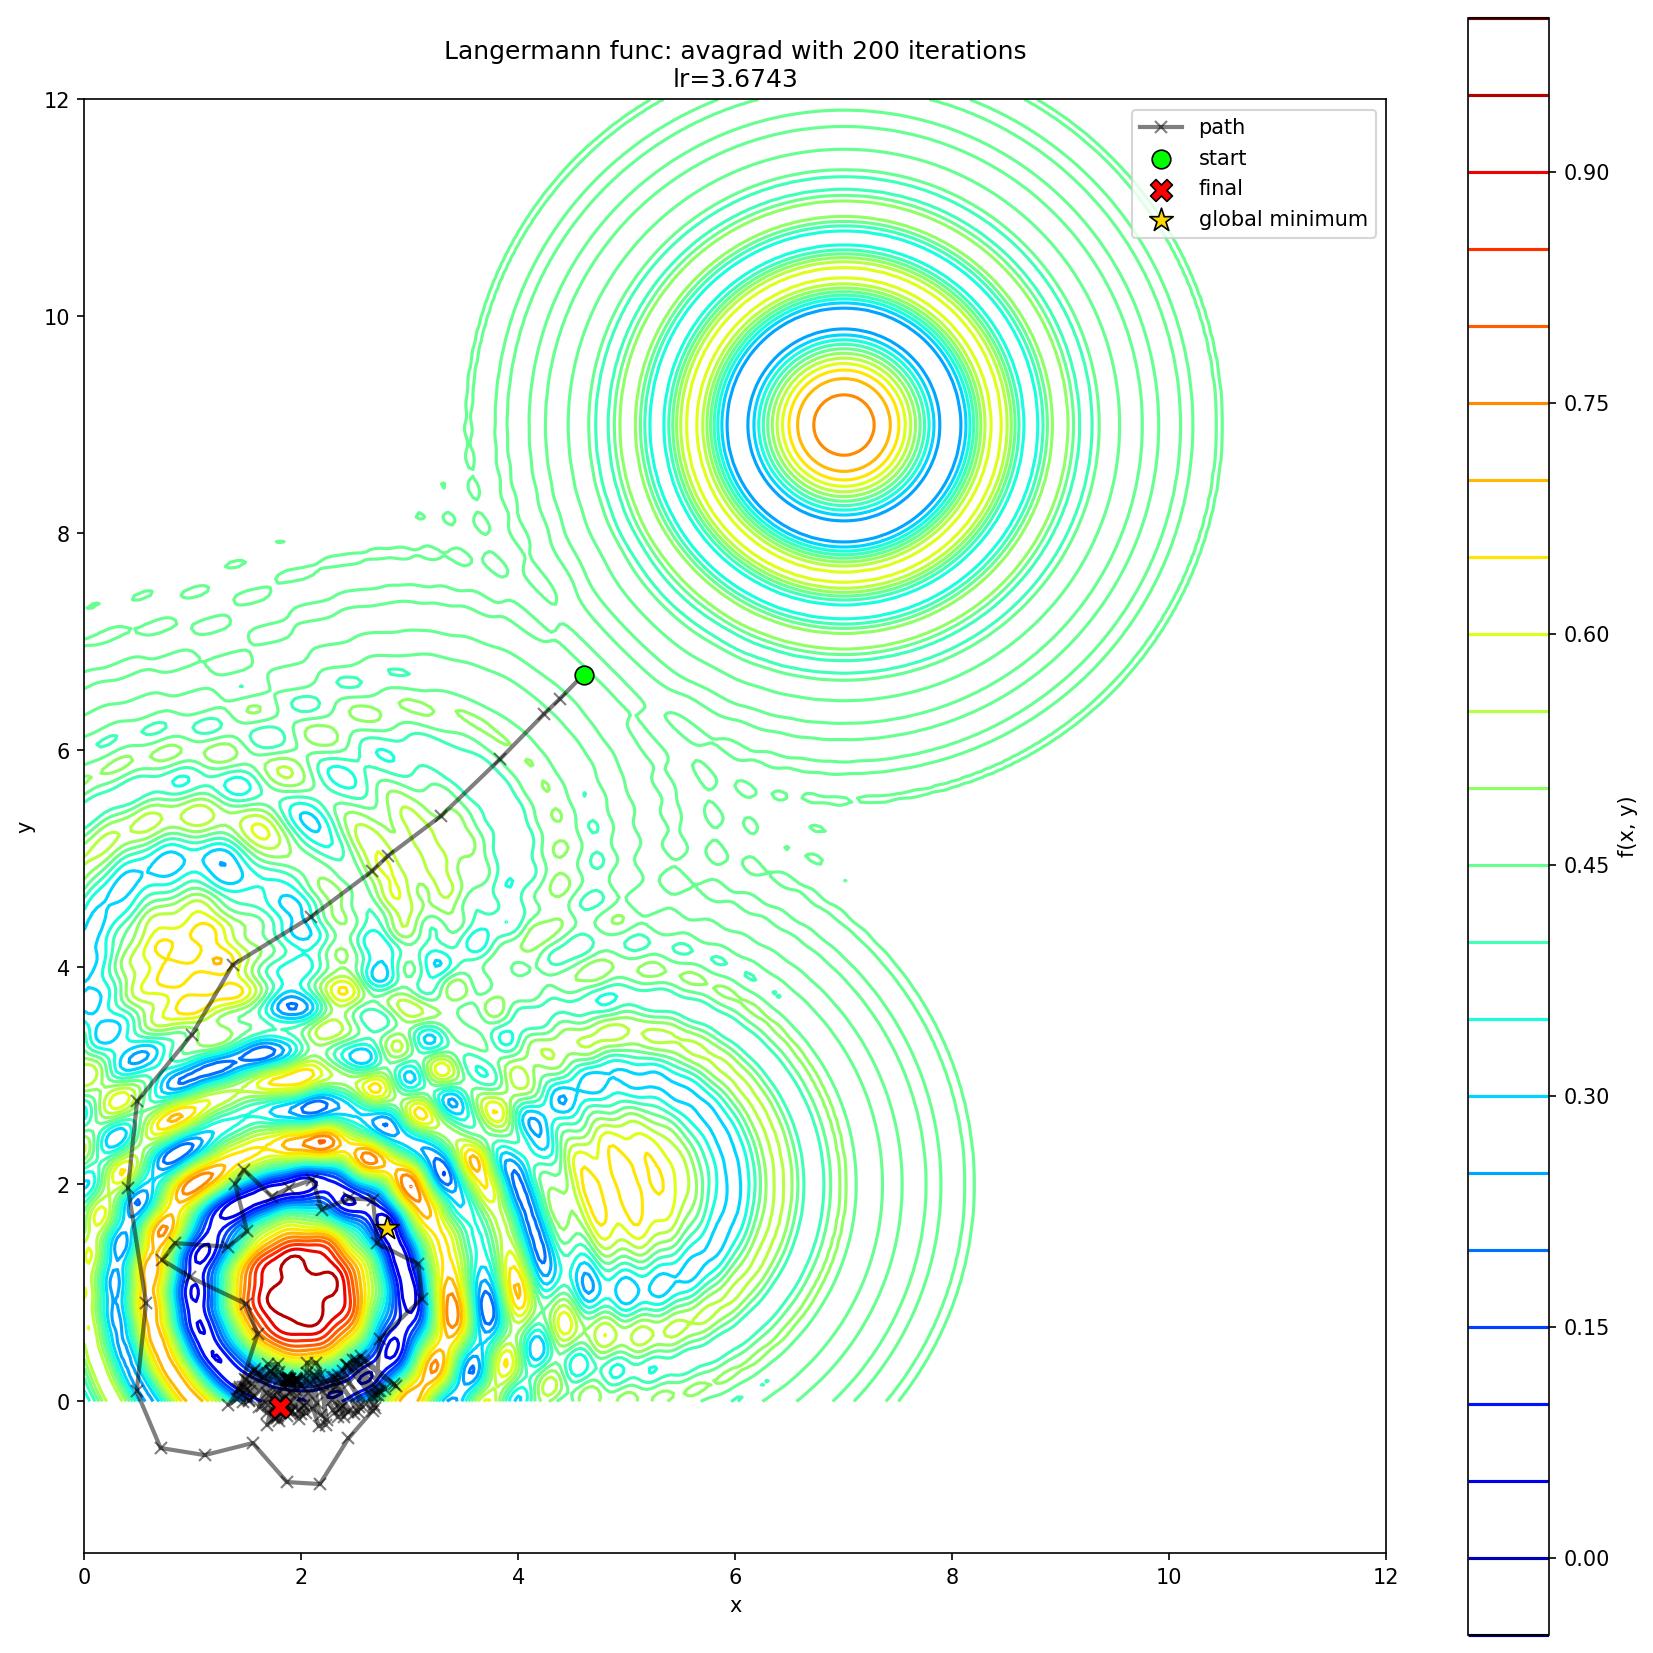 Langermann func: avagrad with 200 iterations
lr=3.6743
path
start
final
global minimum
12
10
8
6
4
2
0
y
0 2 4 6 8 10 12
x
0.90
0.75
0.60
0.45
0.30
0.15
0.00
f(x, y)